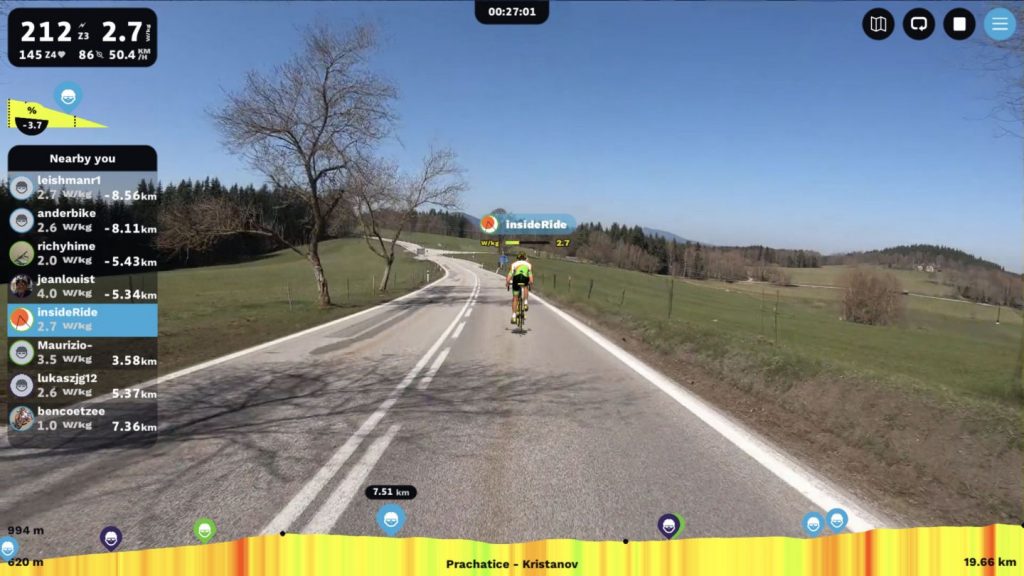 00:27:01
212 Z3 2.7 W/kg
145 Z4 86 50.4 KM/H
%
-3.7
Nearby you
leishmanr1
2.7 W/kg -8.56km
anderbike
2.6 W/kg -8.11km
richyhime
2.0 W/kg -5.43km
jeanlouist
4.0 W/kg -5.34km
insideRide
2.7 W/kg
Maurizio-
3.5 W/kg 3.58km
lukaszjg12
2.6 W/kg 5.37km
bencoetzee
1.0 W/kg 7.36km
insideRide
W/kg 2.7
7.51 km
994 m
620 m
Prachatice - Kristanov
19.66 km